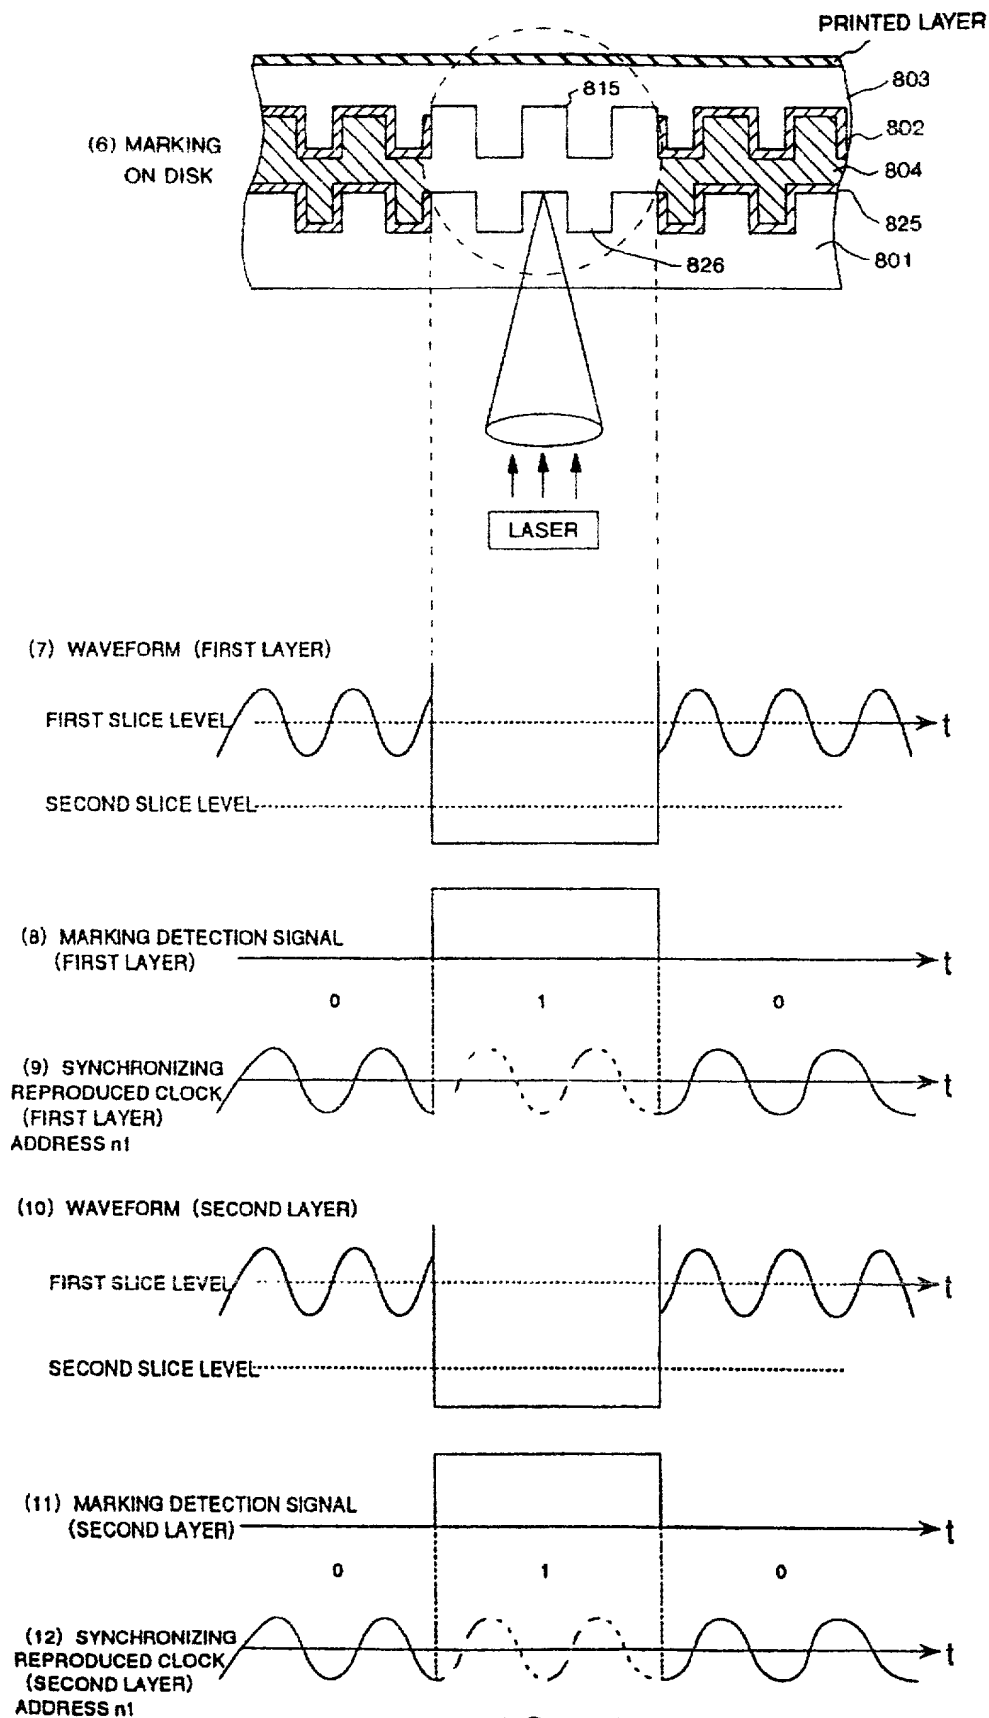 PRINTED LAYER
815
803
(6) MARKING
ON DISK
802
804
825
826
801
LASER
(7) WAVEFORM (FIRST LAYER)
FIRST SLICE LEVEL
t
SECOND SLICE LEVEL
(8) MARKING DETECTION SIGNAL
(FIRST LAYER)
t
0 1 0
(9) SYNCHRONIZING
REPRODUCED CLOCK
(FIRST LAYER)
ADDRESS n1
t
(10) WAVEFORM (SECOND LAYER)
FIRST SLICE LEVEL
t
SECOND SLICE LEVEL
(11) MARKING DETECTION SIGNAL
(SECOND LAYER)
t
0 1 0
(12) SYNCHRONIZING
REPRODUCED CLOCK
(SECOND LAYER)
ADDRESS n1
t